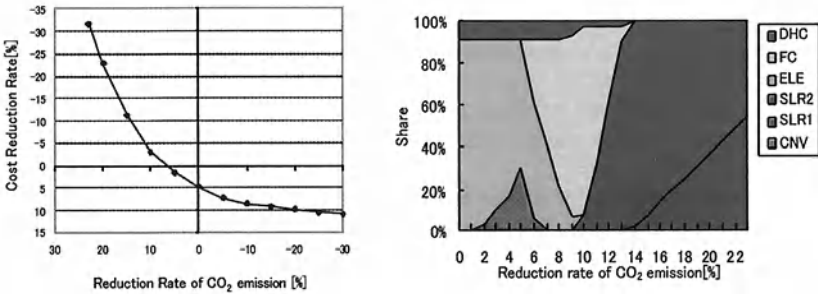 -35
-30
-25
-20
-15
-10
-5
0
5
10
15
Cost Reduction Rate[%]
30 20 10 0 -10 -20 -30
Reduction Rate of CO2 emission [%]
100%
80%
60%
40%
20%
0%
Share
0 2 4 6 8 10 12 14 16 18 20 22
Reduction rate of CO2 emission[%]
DHC
FC
ELE
SLR2
SLR1
CNV